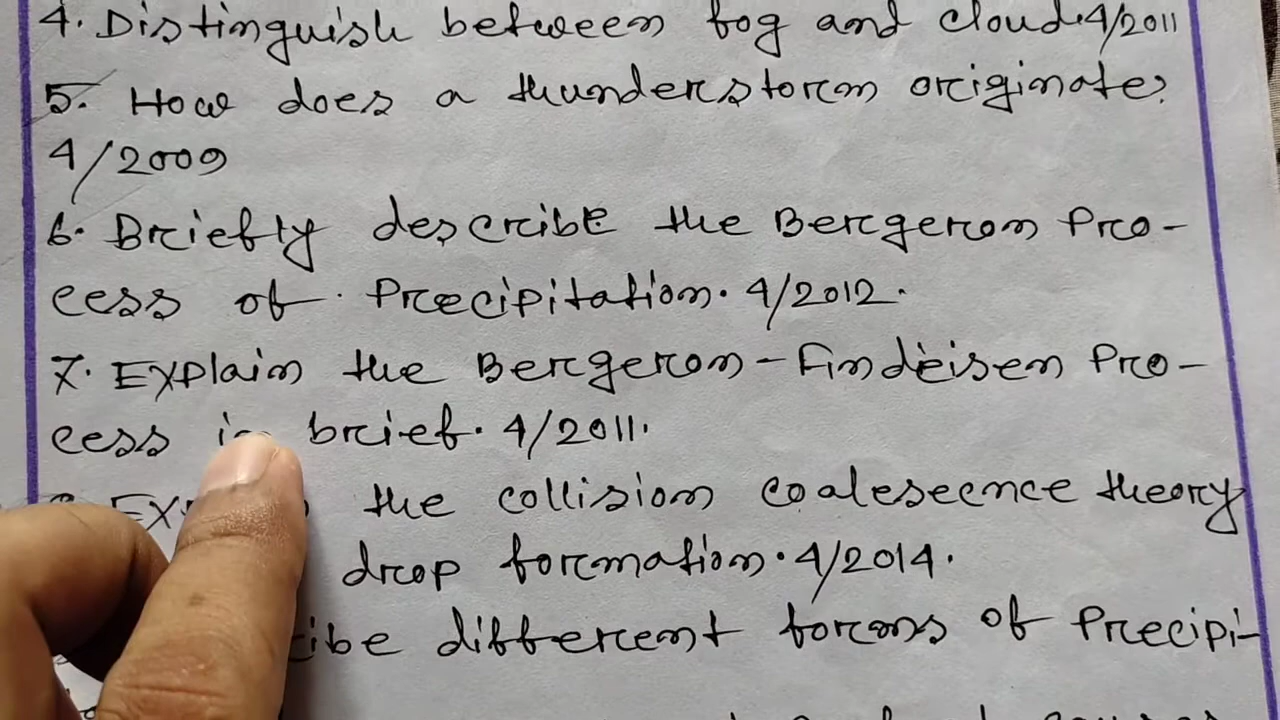 4. Distinguish between fog and cloud. 4/2011
5. How does a thunderstorm originate?
4/2009
6. Briefly describe the Bergeron Pro-
cess of Precipitation. 4/2012.
7. Explain the Bergeron-Findeisen Pro-
cess in brief. 4/2011.
the collision coalescence theory
drop formation. 4/2014.
different forms of Precipi-